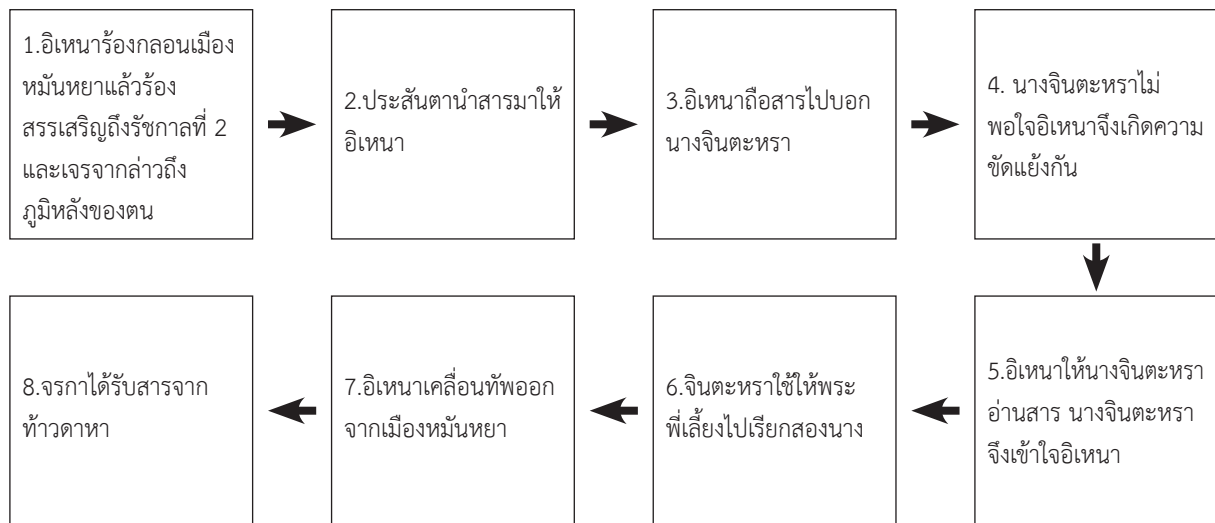 1.อิเหนาร้องกลอนเมือง
หมันหยาแล้วร้อง
สรรเสริญถึงรัชกาลที่ 2
และเจรจากล่าวถึง
ภูมิหลังของตน
2.ประสันตานำสารมาให้
อิเหนา
3.อิเหนาถือสารไปบอก
นางจินตะหรา
4. นางจินตะหราไม่
พอใจอิเหนาจึงเกิดความ
ขัดแย้งกัน
5.อิเหนาให้นางจินตะหรา
อ่านสาร นางจินตะหรา
จึงเข้าใจอิเหนา
6.จินตะหราใช้ให้พระ
พี่เลี้ยงไปเรียกสองนาง
7.อิเหนาเคลื่อนทัพออก
จากเมืองหมันหยา
8.จรกาได้รับสารจาก
ท้าวดาหา